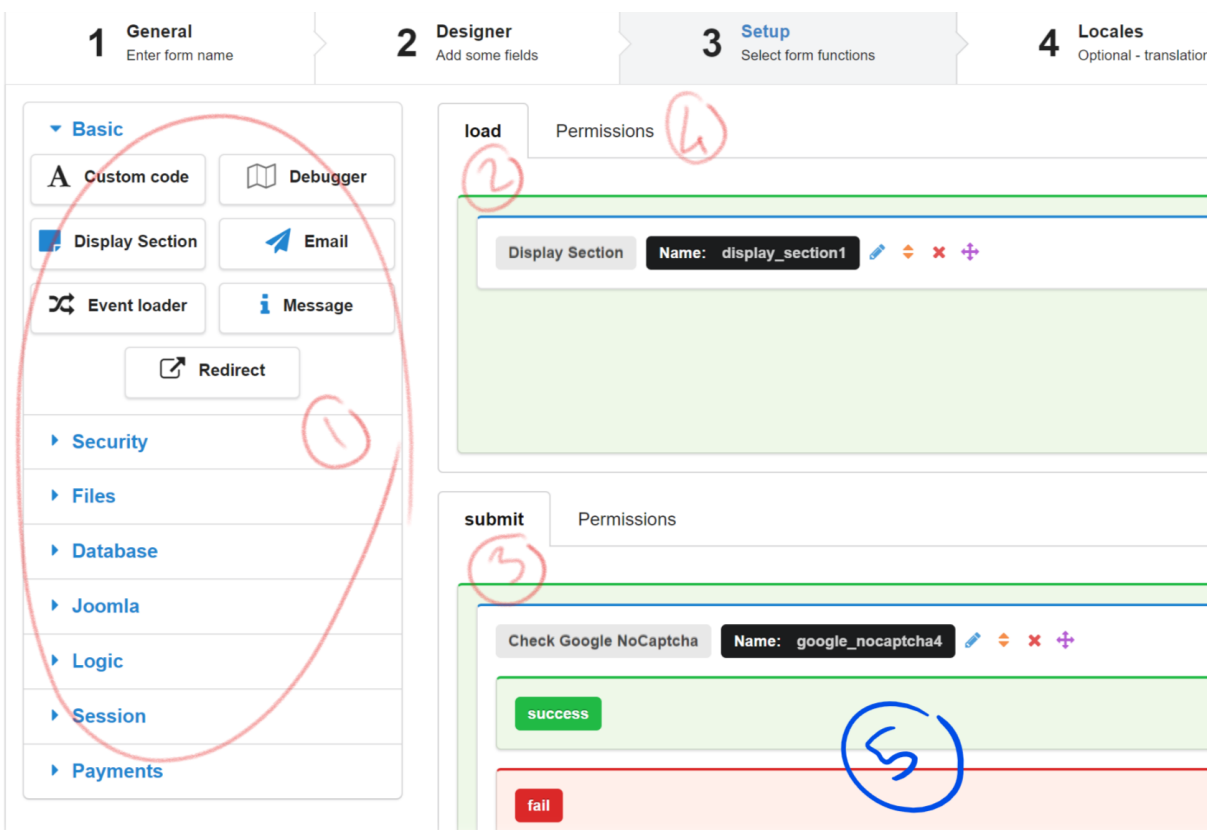 1 General
Enter form name
2 Designer
Add some fields
3 Setup
Select form functions
4 Locales
Optional - translation
Basic
A Custom code
Debugger
Display Section
Email
Event loader
i Message
Redirect
1
Security
Files
Database
Joomla
Logic
Session
Payments
load Permissions 4
2
Display Section Name: display_section1
submit Permissions
3
Check Google NoCaptcha Name: google_nocaptcha4
success
5
fail